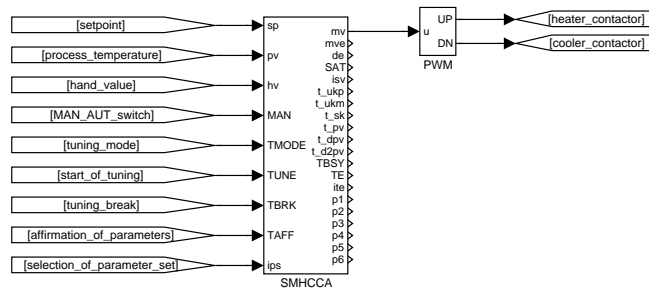 [setpoint]
[process_temperature]
[hand_value]
[MAN_AUT_switch]
[tuning_mode]
[start_of_tuning]
[tuning_break]
[affirmation_of_parameters]
[selection_of_parameter_set]
sp
pv
hv
MAN
TMODE
TUNE
TBRK
TAFF
ips
mv
mve
de
SAT
isv
t_ukp
t_ukm
t_sk
t_pv
t_dpv
t_d2pv
TBSY
TE
ite
p1
p2
p3
p4
p5
p6
SMHCCA
u
UP
DN
PWM
[heater_contactor]
[cooler_contactor]